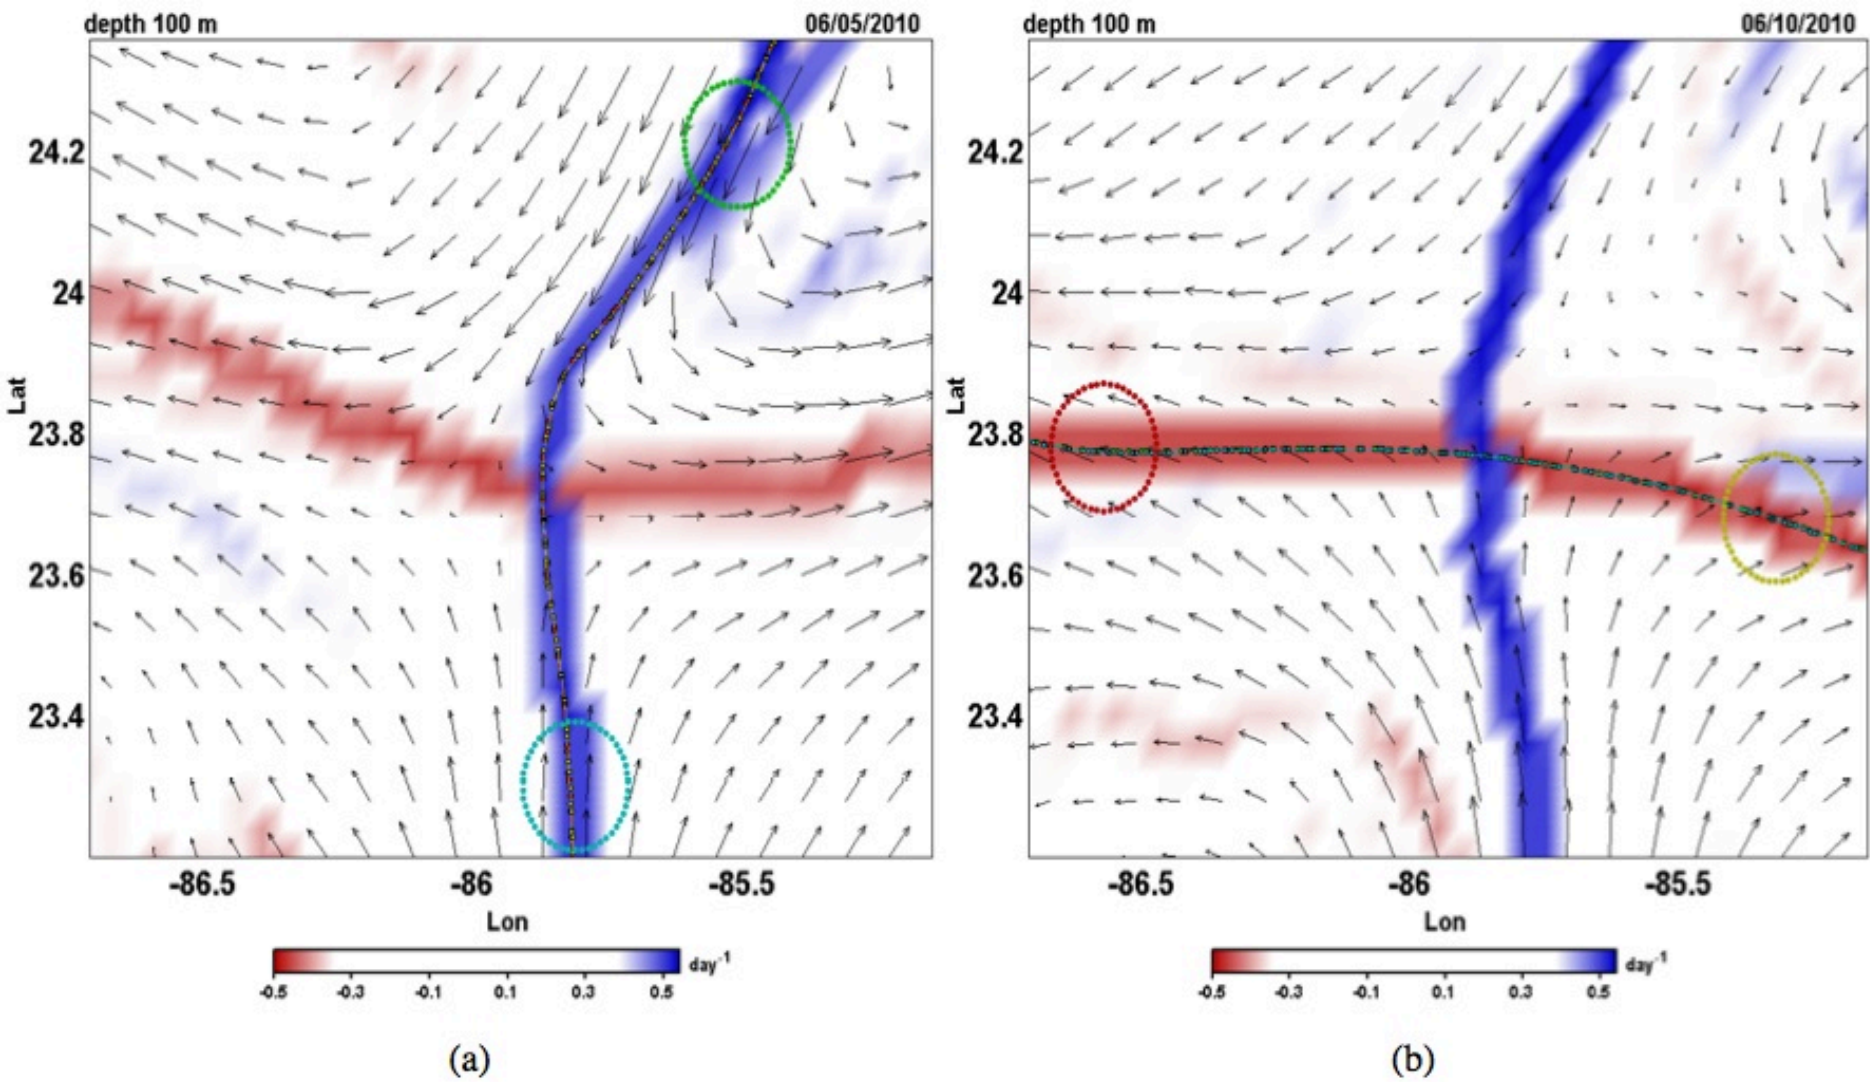 depth 100 m 06/05/2010
24.2
24
23.8
23.6
23.4
Lat
-86.5 -86 -85.5
Lon
day-1
-0.5 -0.3 -0.1 0.1 0.3 0.5
(a)
depth 100 m 06/10/2010
24.2
24
23.8
23.6
23.4
Lat
-86.5 -86 -85.5
Lon
day-1
-0.5 -0.3 -0.1 0.1 0.3 0.5
(b)